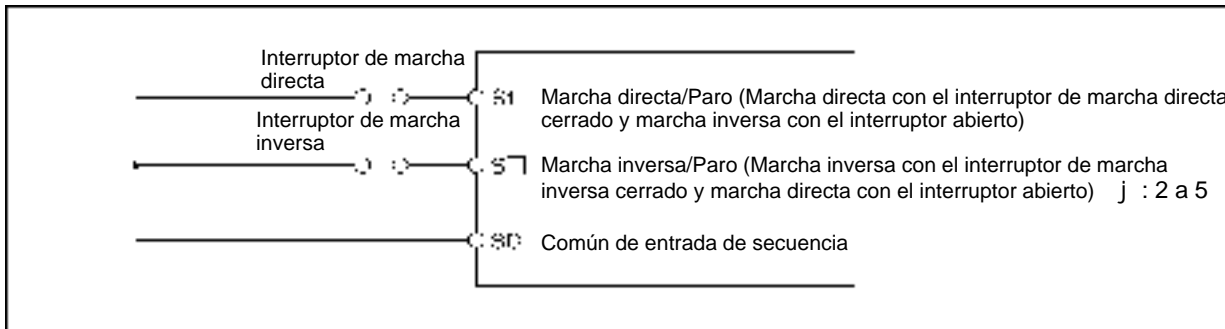 Interruptor de marcha
directa
S1 Marcha directa/Paro (Marcha directa con el interruptor de marcha directa
cerrado y marcha inversa con el interruptor abierto)
Interruptor de marcha
inversa
Marcha inversa/Paro (Marcha inversa con el interruptor de marcha
inversa cerrado y marcha directa con el interruptor abierto) j : 2 a 5
Común de entrada de secuencia